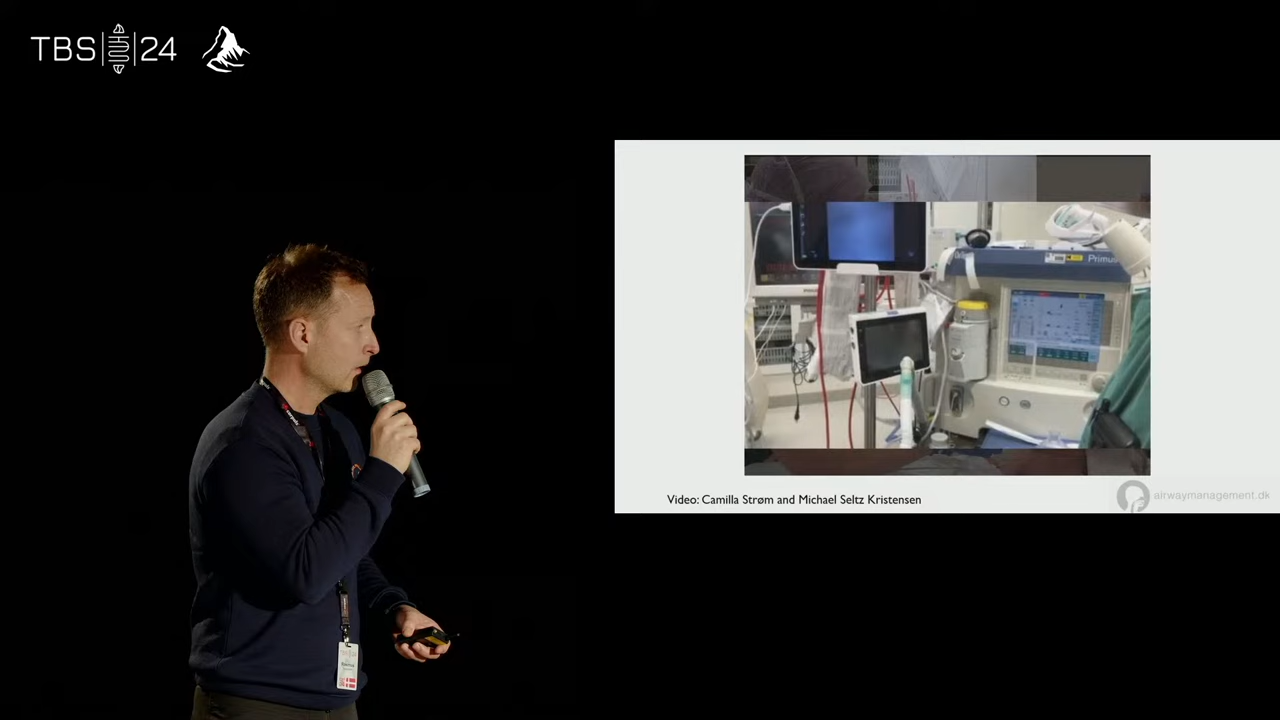 TBS 24
Primus
Video: Camilla Strøm and Michael Seltz Kristensen
airwaymanagement.dk